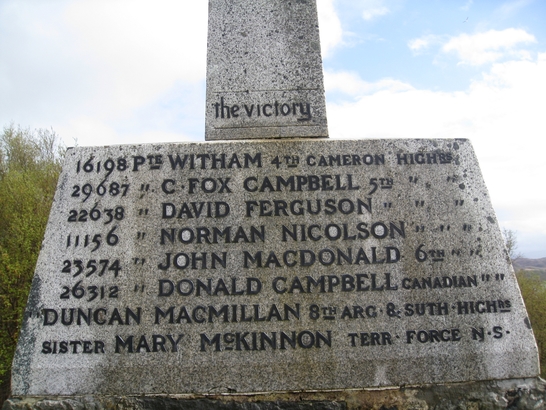 the victory
16198 PTE WITHAM 4TH CAMERON HIGHRS
29687 " C. FOX CAMPBELL 5TH " "
22638 " DAVID FERGUSON " " "
11156 " NORMAN NICOLSON " " "
23574 " JOHN MACDONALD 6TH " "
26312 " DONALD CAMPBELL CANADIAN " "
DUNCAN MACMILLAN 8TH ARG. & SUTH. HIGHRS
SISTER MARY McKINNON TERR. FORCE N.S.